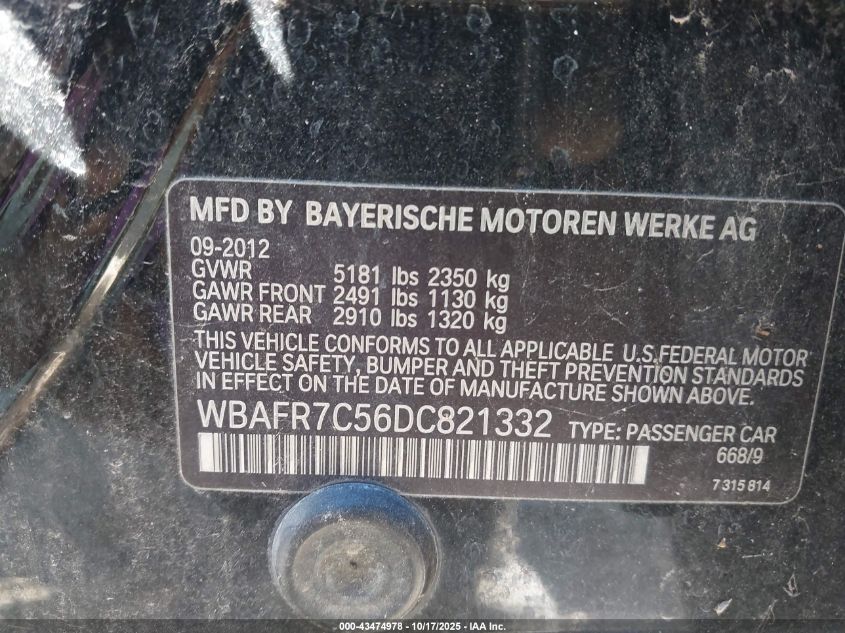 MFD BY BAYERISCHE MOTOREN WERKE AG
09-2012
GVWR 5181 lbs 2350 kg
GAWR FRONT 2491 lbs 1130 kg
GAWR REAR 2910 lbs 1320 kg
THIS VEHICLE CONFORMS TO ALL APPLICABLE U.S.FEDERAL MOTOR
VEHICLE SAFETY, BUMPER AND THEFT PREVENTION STANDARDS
IN EFFECT ON THE DATE OF MANUFACTURE SHOWN ABOVE.
WBAFR7C56DC821332 TYPE: PASSENGER CAR
668/9
7 315 814
000-43474978 - 10/17/2025 - IAA Inc.